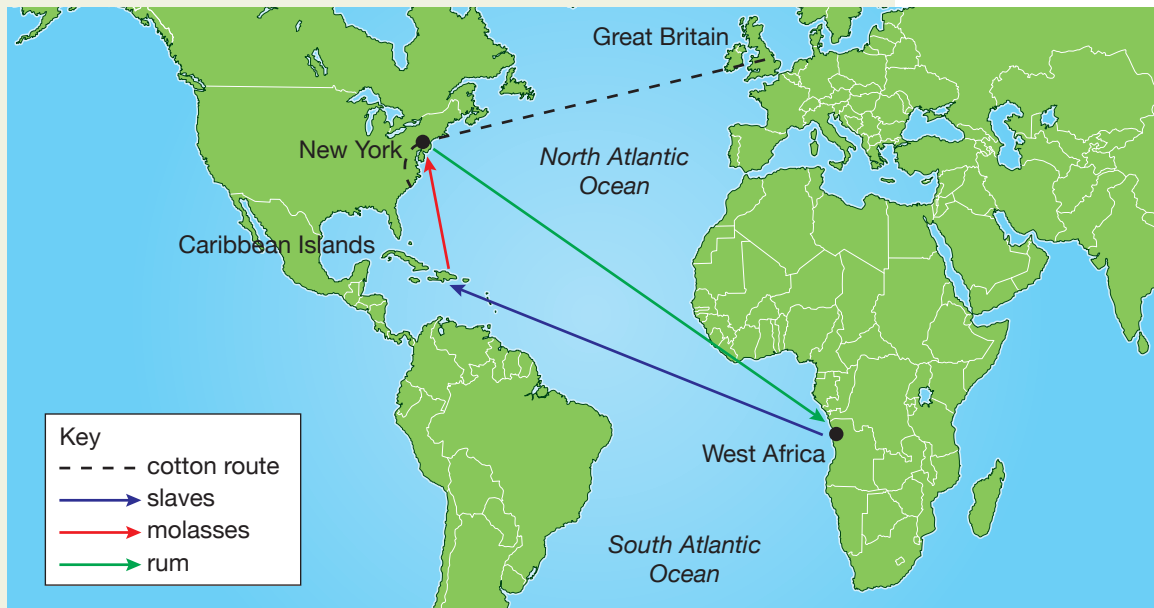 Great Britain
New York
North Atlantic
Ocean
Caribbean Islands
Key
cotton route
slaves
molasses
rum
West Africa
South Atlantic
Ocean